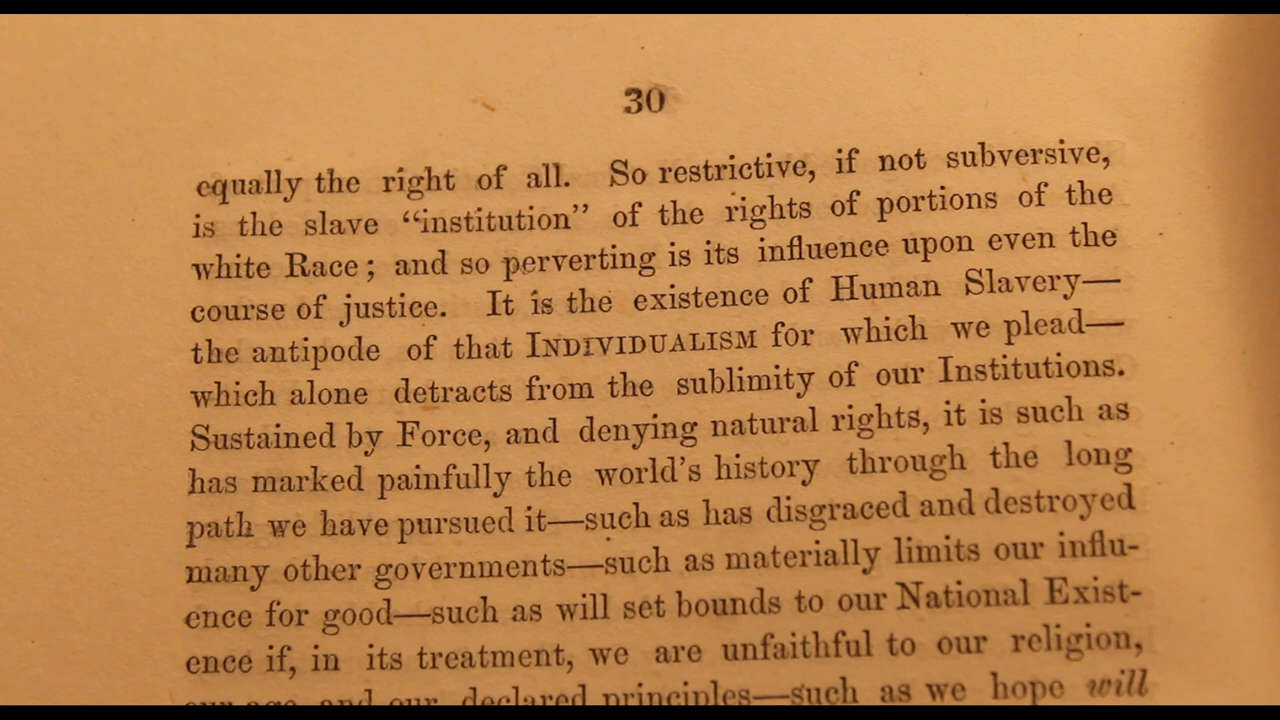 30
equally the right of all. So restrictive, if not subversive,
is the slave “institution” of the rights of portions of the
white Race; and so perverting is its influence upon even the
course of justice. It is the existence of Human Slavery—
the antipode of that INDIVIDUALISM for which we plead—
which alone detracts from the sublimity of our Institutions.
Sustained by Force, and denying natural rights, it is such as
has marked painfully the world’s history through the long
path we have pursued it—such as has disgraced and destroyed
many other governments—such as materially limits our influ-
ence for good—such as will set bounds to our National Exist-
ence if, in its treatment, we are unfaithful to our religion,
our age and our declared principles—such as we hope will